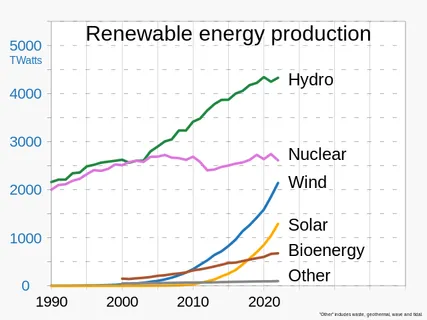 Renewable energy production
5000
TWatts
Hydro
4000
3000
Nuclear
Wind
2000
Solar
1000
Bioenergy
Other
0
1990 2000 2010 2020
"Other" includes waste, geothermal, wave and tidal.